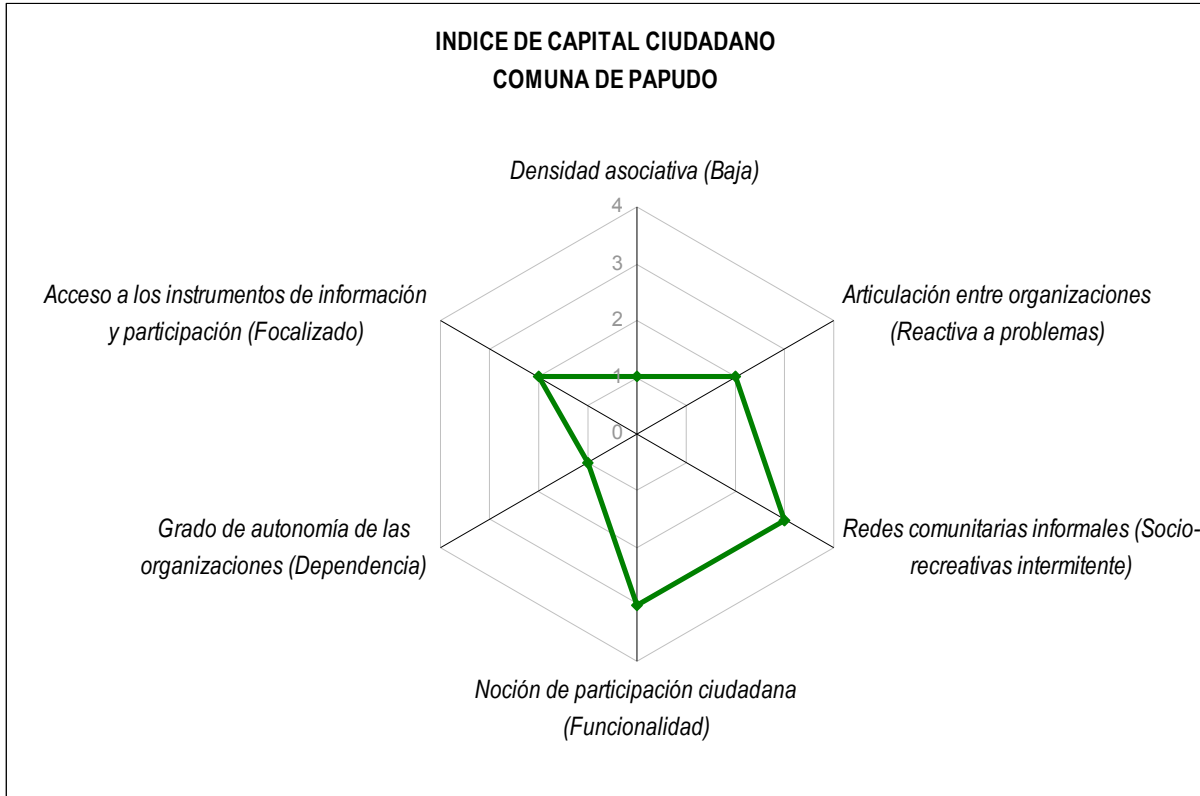 INDICE DE CAPITAL CIUDADANO
COMUNA DE PAPUDO
Densidad asociativa (Baja)
4
3
2
1
0
Articulación entre organizaciones
(Reactiva a problemas)
Redes comunitarias informales (Socio-
recreativas intermitente)
Noción de participación ciudadana
(Funcionalidad)
Grado de autonomía de las
organizaciones (Dependencia)
Acceso a los instrumentos de información
y participación (Focalizado)